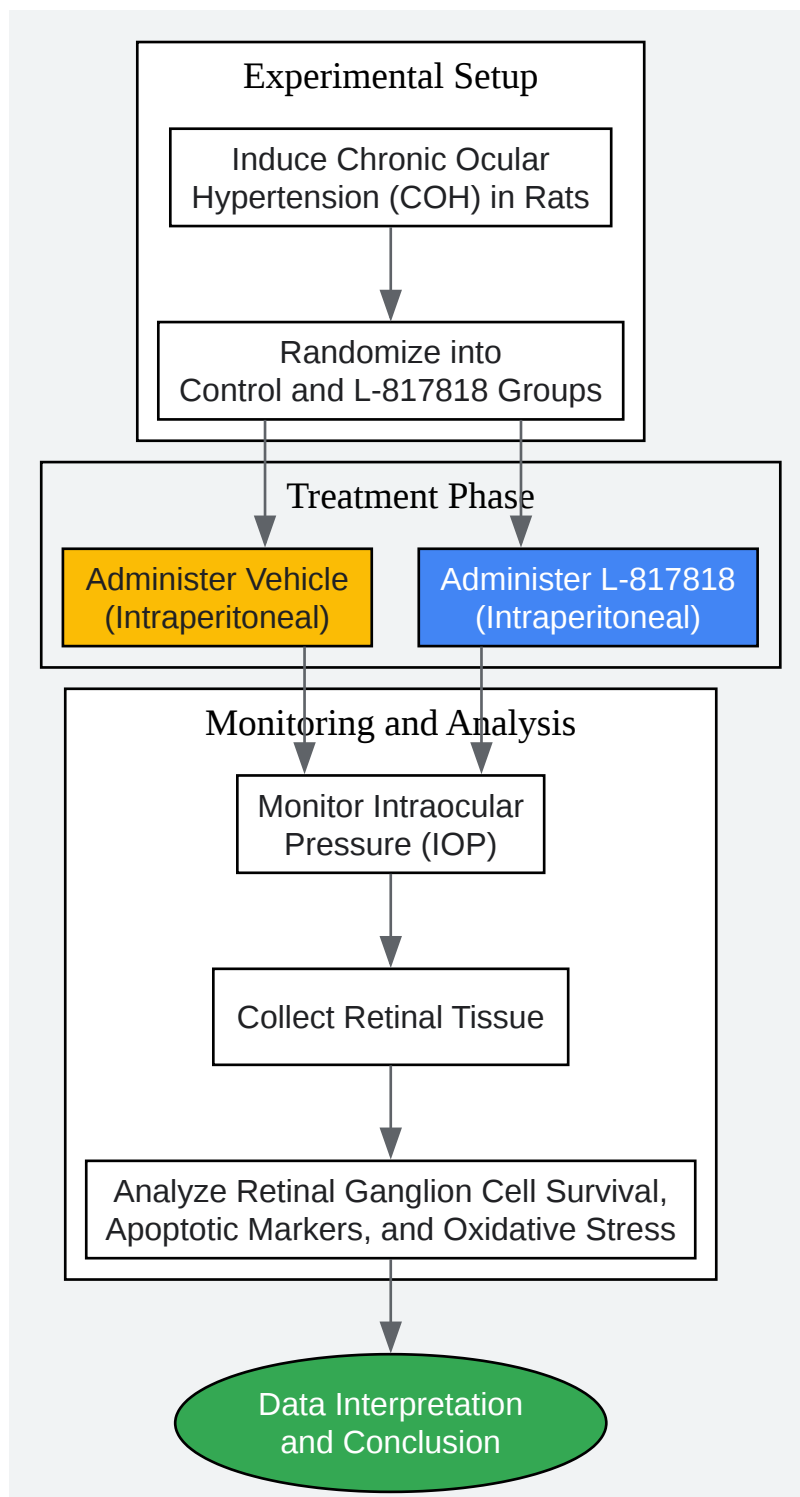 Experimental Setup
Induce Chronic Ocular
Hypertension (COH) in Rats
Randomize into
Control and L-817818 Groups
Treatment Phase
Administer Vehicle
(Intraperitoneal)
Administer L-817818
(Intraperitoneal)
Monitoring and Analysis
Monitor Intraocular
Pressure (IOP)
Collect Retinal Tissue
Analyze Retinal Ganglion Cell Survival,
Apoptotic Markers, and Oxidative Stress
Data Interpretation
and Conclusion